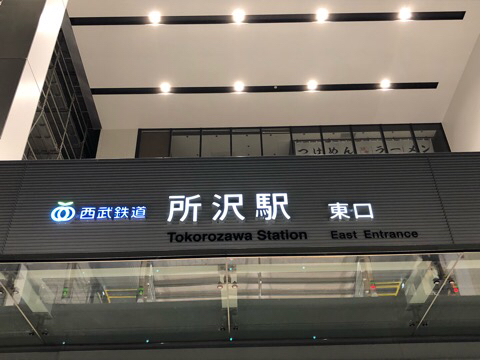 つけめん ラーメン
西武鉄道 所沢駅 東口
Tokorozawa Station East Entrance